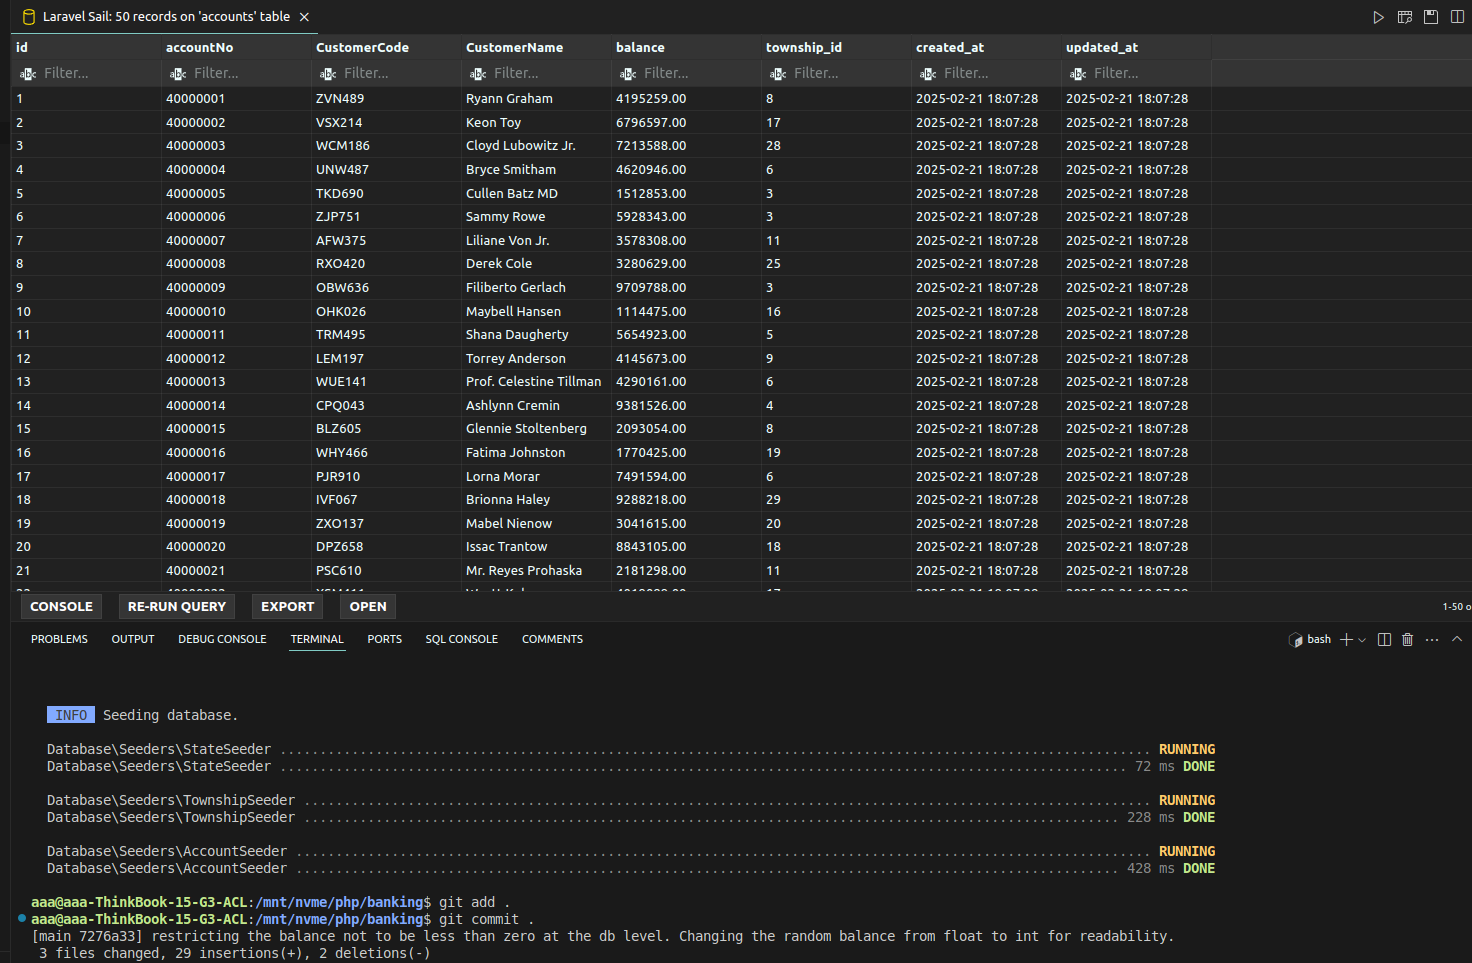 Laravel Sail: 50 records on 'accounts' table
id accountNo CustomerCode CustomerName balance township_id created_at updated_at
abc Filter... abc Filter... abc Filter... abc Filter... abc Filter... abc Filter... abc Filter... abc Filter...
1 40000001 ZVN489 Ryann Graham 4195259.00 8 2025-02-21 18:07:28 2025-02-21 18:07:28
2 40000002 VSX214 Keon Toy 6796597.00 17 2025-02-21 18:07:28 2025-02-21 18:07:28
3 40000003 WCM186 Cloyd Lubowitz Jr. 7213588.00 28 2025-02-21 18:07:28 2025-02-21 18:07:28
4 40000004 UNW487 Bryce Smitham 4620946.00 6 2025-02-21 18:07:28 2025-02-21 18:07:28
5 40000005 TKD690 Cullen Batz MD 1512853.00 3 2025-02-21 18:07:28 2025-02-21 18:07:28
6 40000006 ZJP751 Sammy Rowe 5928343.00 3 2025-02-21 18:07:28 2025-02-21 18:07:28
7 40000007 AFW375 Liliane Von Jr. 3578308.00 11 2025-02-21 18:07:28 2025-02-21 18:07:28
8 40000008 RXO420 Derek Cole 3280629.00 25 2025-02-21 18:07:28 2025-02-21 18:07:28
9 40000009 OBW636 Filiberto Gerlach 9709788.00 3 2025-02-21 18:07:28 2025-02-21 18:07:28
10 40000010 OHK026 Maybell Hansen 1114475.00 16 2025-02-21 18:07:28 2025-02-21 18:07:28
11 40000011 TRM495 Shana Daugherty 5654923.00 5 2025-02-21 18:07:28 2025-02-21 18:07:28
12 40000012 LEM197 Torrey Anderson 4145673.00 9 2025-02-21 18:07:28 2025-02-21 18:07:28
13 40000013 WUE141 Prof. Celestine Tillman 4290161.00 6 2025-02-21 18:07:28 2025-02-21 18:07:28
14 40000014 CPQ043 Ashlynn Cremin 9381526.00 4 2025-02-21 18:07:28 2025-02-21 18:07:28
15 40000015 BLZ605 Glennie Stoltenberg 2093054.00 8 2025-02-21 18:07:28 2025-02-21 18:07:28
16 40000016 WHY466 Fatima Johnston 1770425.00 19 2025-02-21 18:07:28 2025-02-21 18:07:28
17 40000017 PJR910 Lorna Morar 7491594.00 6 2025-02-21 18:07:28 2025-02-21 18:07:28
18 40000018 IVF067 Brionna Haley 9288218.00 29 2025-02-21 18:07:28 2025-02-21 18:07:28
19 40000019 ZXO137 Mabel Nienow 3041615.00 20 2025-02-21 18:07:28 2025-02-21 18:07:28
20 40000020 DPZ658 Issac Trantow 8843105.00 18 2025-02-21 18:07:28 2025-02-21 18:07:28
21 40000021 PSC610 Mr. Reyes Prohaska 2181298.00 11 2025-02-21 18:07:28 2025-02-21 18:07:28
CONSOLE RE-RUN QUERY EXPORT OPEN 1-50 o
PROBLEMS OUTPUT DEBUG CONSOLE TERMINAL PORTS SQL CONSOLE COMMENTS bash
INFO Seeding database.
Database\Seeders\StateSeeder ............................................................................................................. RUNNING
Database\Seeders\StateSeeder .......................................................................................................... 72 ms DONE
Database\Seeders\TownshipSeeder .......................................................................................................... RUNNING
Database\Seeders\TownshipSeeder ...................................................................................................... 228 ms DONE
Database\Seeders\AccountSeeder ........................................................................................................... RUNNING
Database\Seeders\AccountSeeder ....................................................................................................... 428 ms DONE
aaa@aaa-ThinkBook-15-G3-ACL:/mnt/nvme/php/banking$ git add .
aaa@aaa-ThinkBook-15-G3-ACL:/mnt/nvme/php/banking$ git commit .
[main 7276a33] restricting the balance not to be less than zero at the db level. Changing the random balance from float to int for readability.
3 files changed, 29 insertions(+), 2 deletions(-)